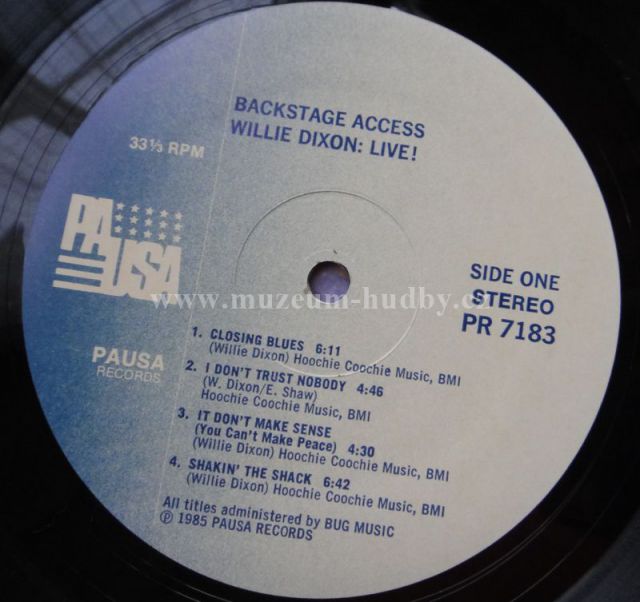 BACKSTAGE ACCESS
WILLIE DIXON: LIVE!
33⅓ RPM
PAUSA
PAUSA
RECORDS
SIDE ONE
STEREO
PR 7183
www.muzeum-hudby.c
1. CLOSING BLUES 6:11
(Willie Dixon) Hoochie Coochie Music, BMI
2. I DON'T TRUST NOBODY 4:46
(W. Dixon/E. Shaw)
Hoochie Coochie Music, BMI
3. IT DON'T MAKE SENSE
(You Can't Make Peace) 4:30
(Willie Dixon) Hoochie Coochie Music, BMI
4. SHAKIN' THE SHACK 6:42
(Willie Dixon) Hoochie Coochie Music, BMI
All titles administered by BUG MUSIC
℗ 1985 PAUSA RECORDS